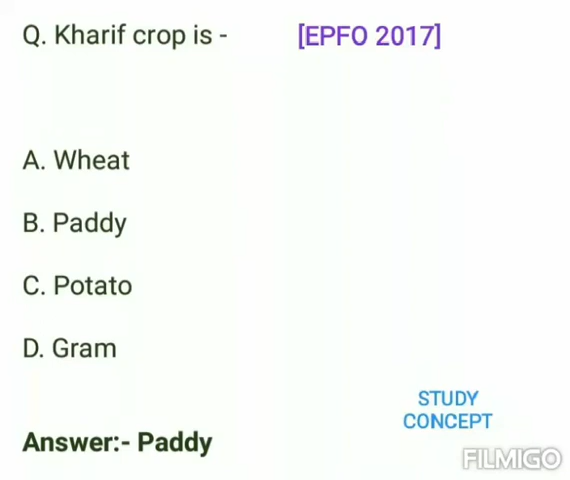 Q. Kharif crop is - [EPFO 2017]
A. Wheat
B. Paddy
C. Potato
D. Gram
STUDY
CONCEPT
Answer:- Paddy
FILMIGO